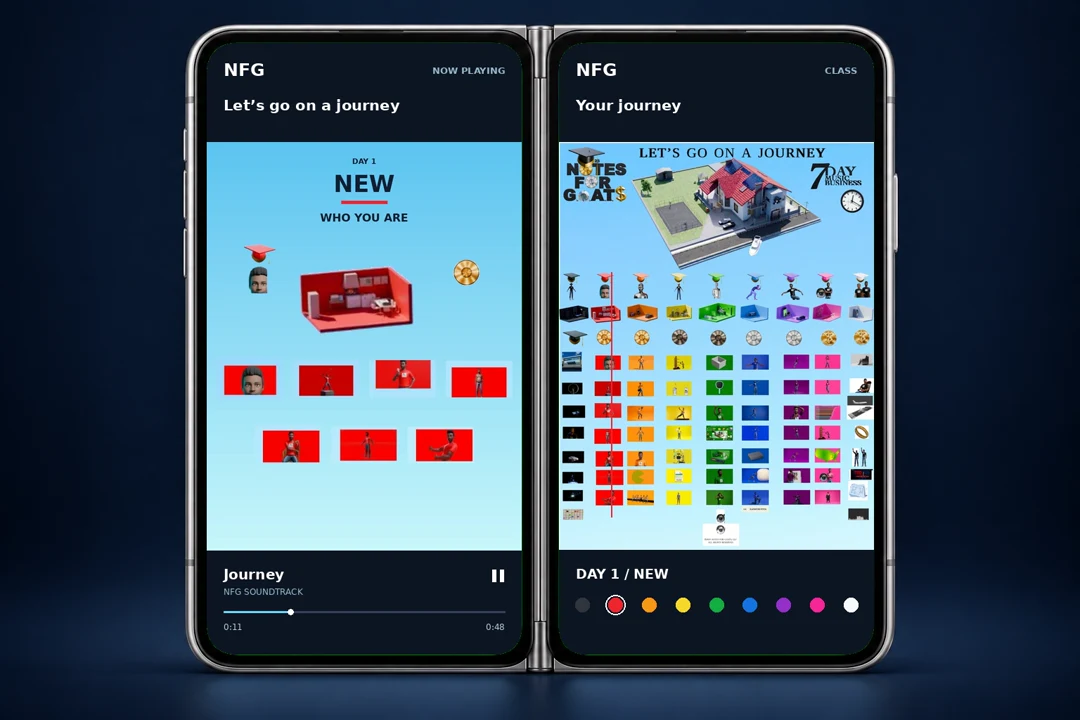 NFG
NOW PLAYING
Let’s go on a journey
DAY 1
NEW
WHO YOU ARE
Journey
NFG SOUNDTRACK
0:11
0:48
NFG
CLASS
Your journey
LET'S GO ON A JOURNEY
NOTES
FOR
GOAT$
7DAY
MUSIC
BUSINESS
DAY 1 / NEW